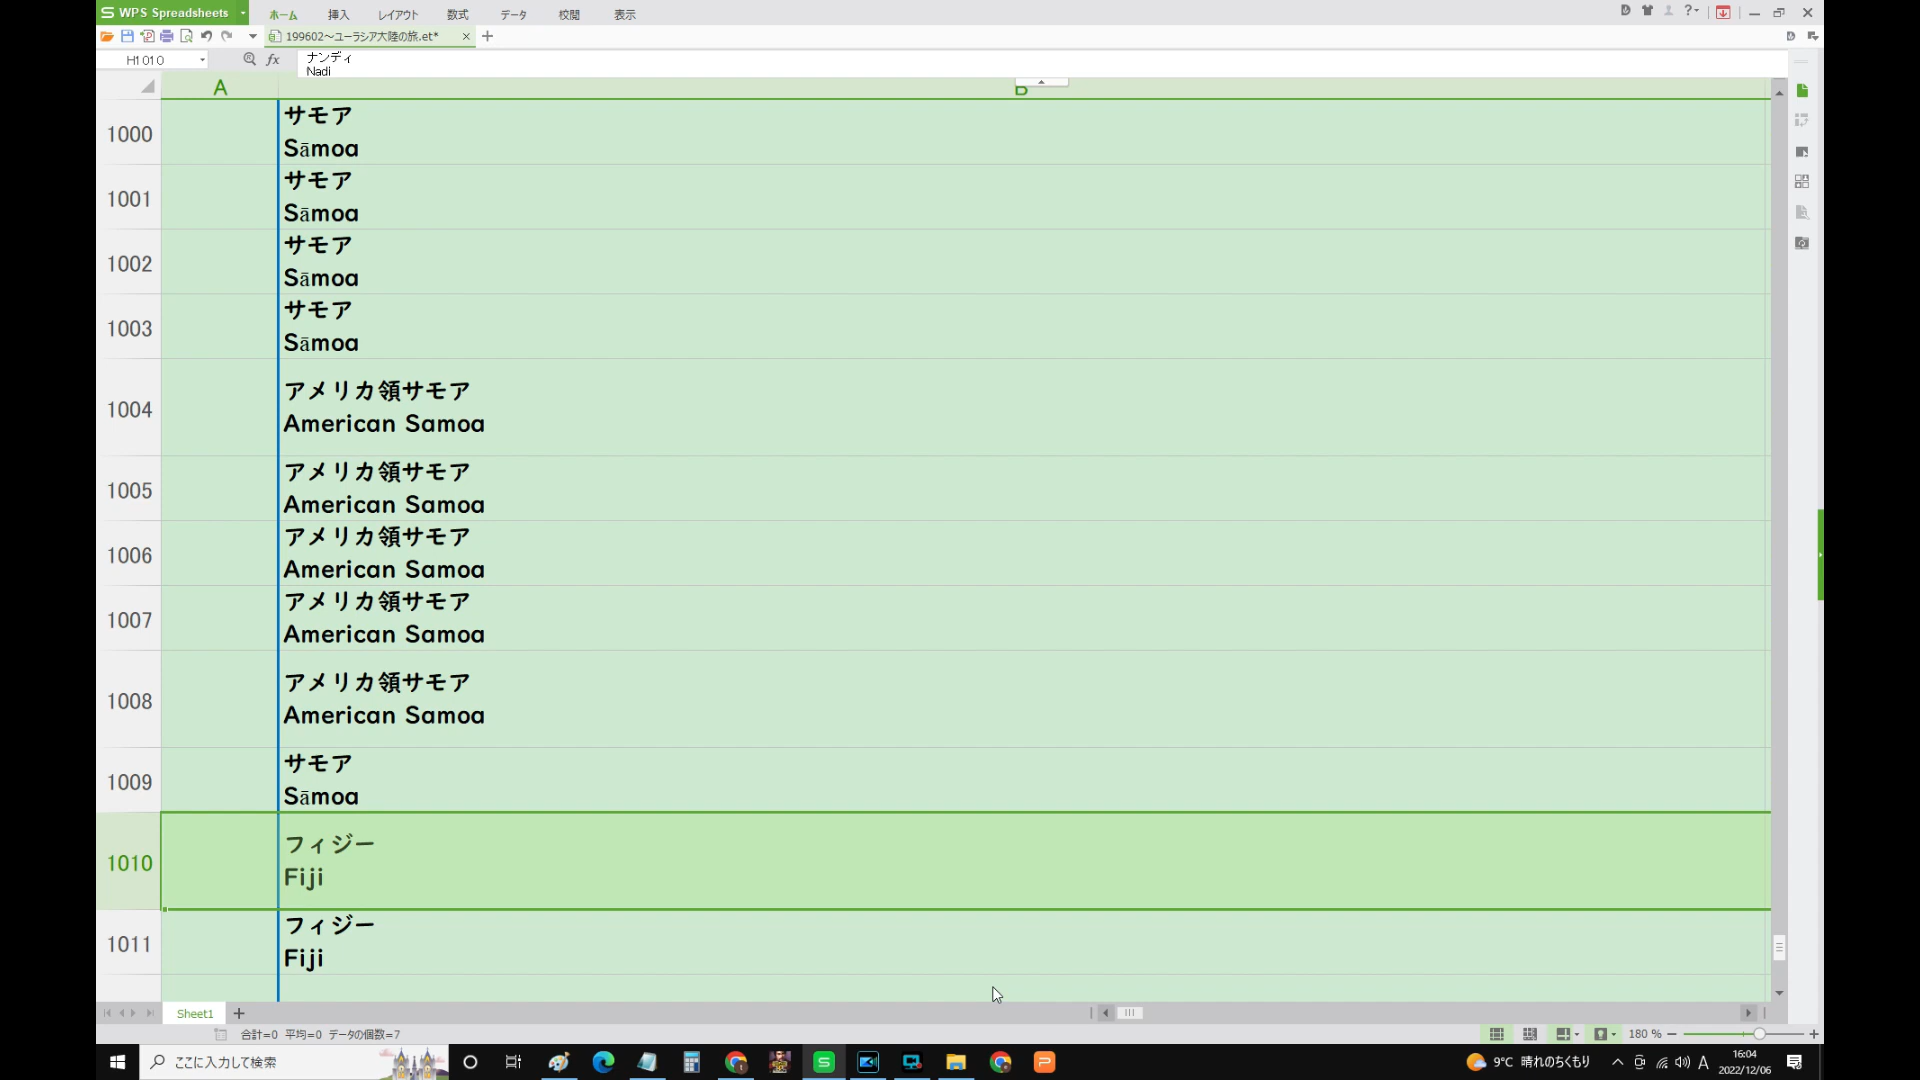 WPS Spreadsheets
ホーム 挿入 レイアウト 数式 データ 校閲 表示
199602～ユーラシア大陸の旅.et*
H1010
fx
ナンディ
Nadi
A B
1000 サモア
Sāmoa
1001 サモア
Sāmoa
1002 サモア
Sāmoa
1003 サモア
Sāmoa
1004 アメリカ領サモア
American Samoa
1005 アメリカ領サモア
American Samoa
1006 アメリカ領サモア
American Samoa
1007 アメリカ領サモア
American Samoa
1008 アメリカ領サモア
American Samoa
1009 サモア
Sāmoa
1010 フィジー
Fiji
1011 フィジー
Fiji
Sheet1
合計=0 平均=0 データの個数=7
180 %
ここに入力して検索
9°C 晴れのちくもり
A
16:04
2022/12/06